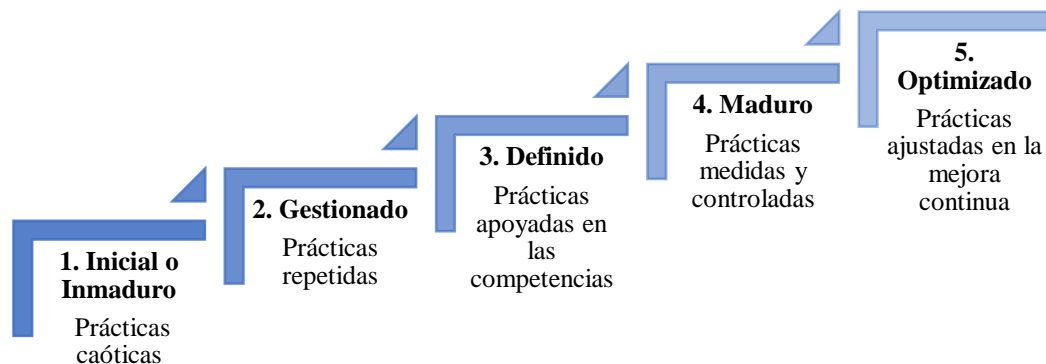 1. Inicial o
Inmaduro
Prácticas
caóticas
2. Gestionado
Prácticas
repetidas
3. Definido
Prácticas
apoyadas en
las
competencias
4. Maduro
Prácticas
medidas y
controladas
5.
Optimizado
Prácticas
ajustadas en la
mejora
continua